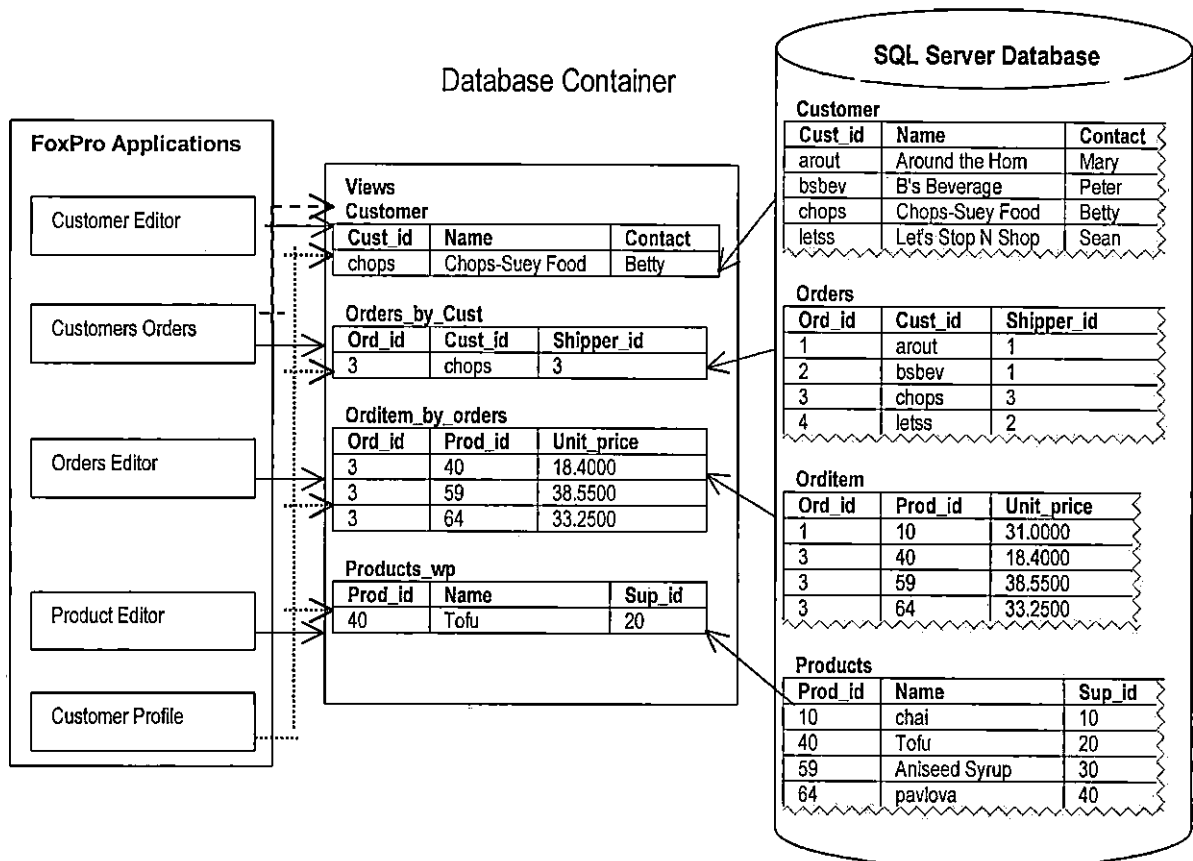 SQL Server Database
Database Container
FoxPro Applications
Customer Editor
Customers Orders
Orders Editor
Product Editor
Customer Profile
Views
Customer
Cust_id Name Contact
chops Chops-Suey Food Betty
Orders_by_Cust
Ord_id Cust_id Shipper_id
3 chops 3
Orditem_by_orders
Ord_id Prod_id Unit_price
3 40 18.4000
3 59 38.5500
3 64 33.2500
Products_wp
Prod_id Name Sup_id
40 Tofu 20
Customer
Cust_id Name Contact
arout Around the Horn Mary
bsbev B's Beverage Peter
chops Chops-Suey Food Betty
letss Let's Stop N Shop Sean
Orders
Ord_id Cust_id Shipper_id
1 arout 1
2 bsbev 1
3 chops 3
4 letss 2
Orditem
Ord_id Prod_id Unit_price
1 10 31.0000
3 40 18.4000
3 59 38.5500
3 64 33.2500
Products
Prod_id Name Sup_id
10 chai 10
40 Tofu 20
59 Aniseed Syrup 30
64 pavlova 40